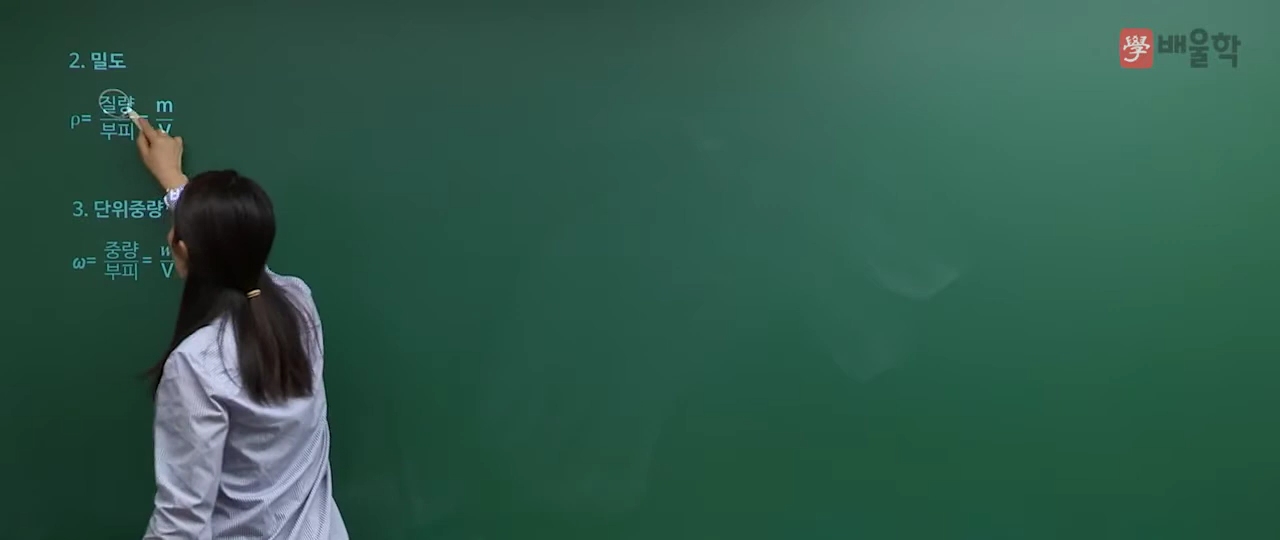 學 배울학
2. 밀도
ρ= 질량/부피 = m/V
3. 단위중량
ω= 중량/부피 = w/V